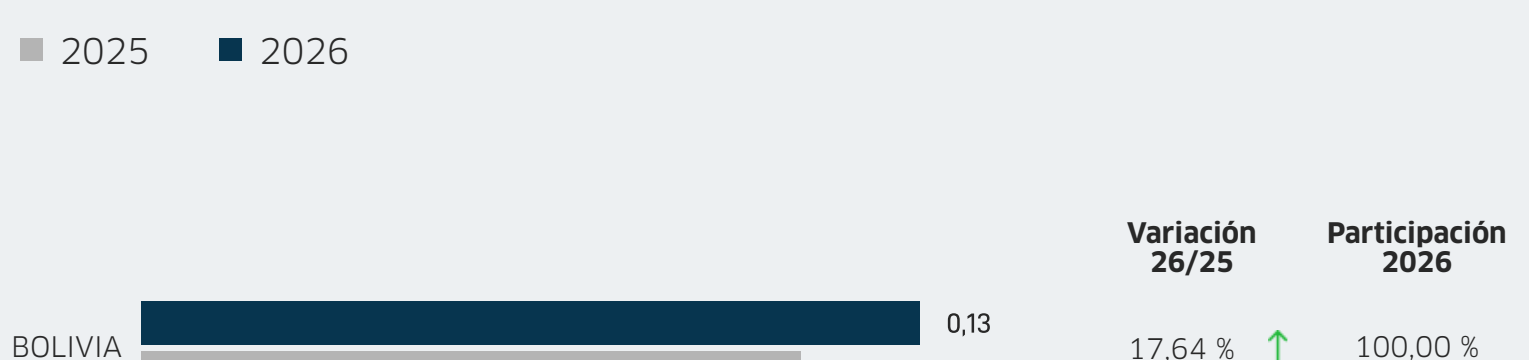 2025 2026
Variación Participación
26/25 2026
0,13
BOLIVIA 17,64 % 100,00 %